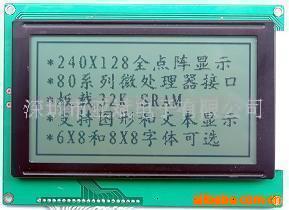 *240X128全点阵显示
*80系列微处理器接口
*板载32K SRAM
*支持图形和文本显示
*6X8和8X8字体可选